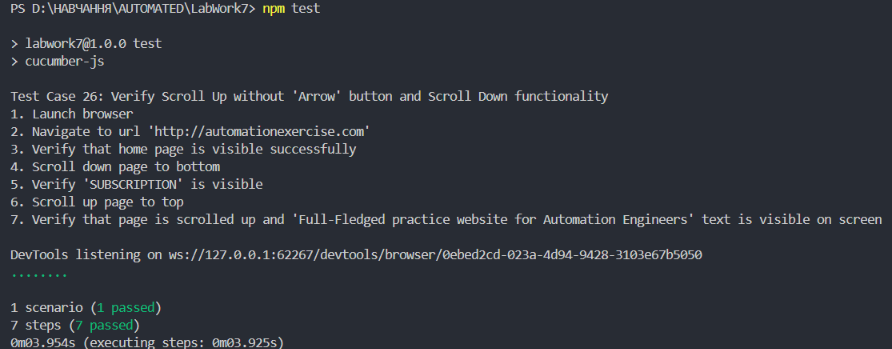 PS D:\НАВЧАННЯ\AUTOMATED\LabWork7> npm test
> labwork7@1.0.0 test
> cucumber-js
Test Case 26: Verify Scroll Up without 'Arrow' button and Scroll Down functionality
1. Launch browser
2. Navigate to url 'http://automationexercise.com'
3. Verify that home page is visible successfully
4. Scroll down page to bottom
5. Verify 'SUBSCRIPTION' is visible
6. Scroll up page to top
7. Verify that page is scrolled up and 'Full-Fledged practice website for Automation Engineers' text is visible on screen
DevTools listening on ws://127.0.0.1:62267/devtools/browser/0ebed2cd-023a-4d94-9428-3103e67b5050
........
1 scenario (1 passed)
7 steps (7 passed)
0m03.954s (executing steps: 0m03.925s)